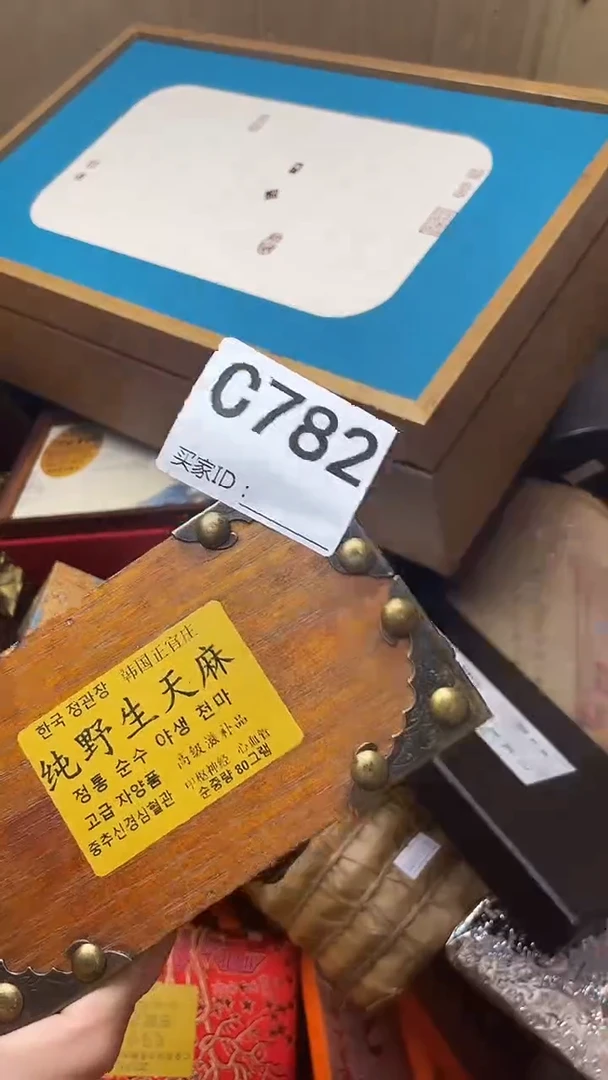 C782
买家ID：
한국 정관장 韩国正官庄
纯野生天麻
정통 순수 야생 천마
고급 자양품 高级滋补品
중추신경심혈관 中枢神经 心血管
순중량 80그램